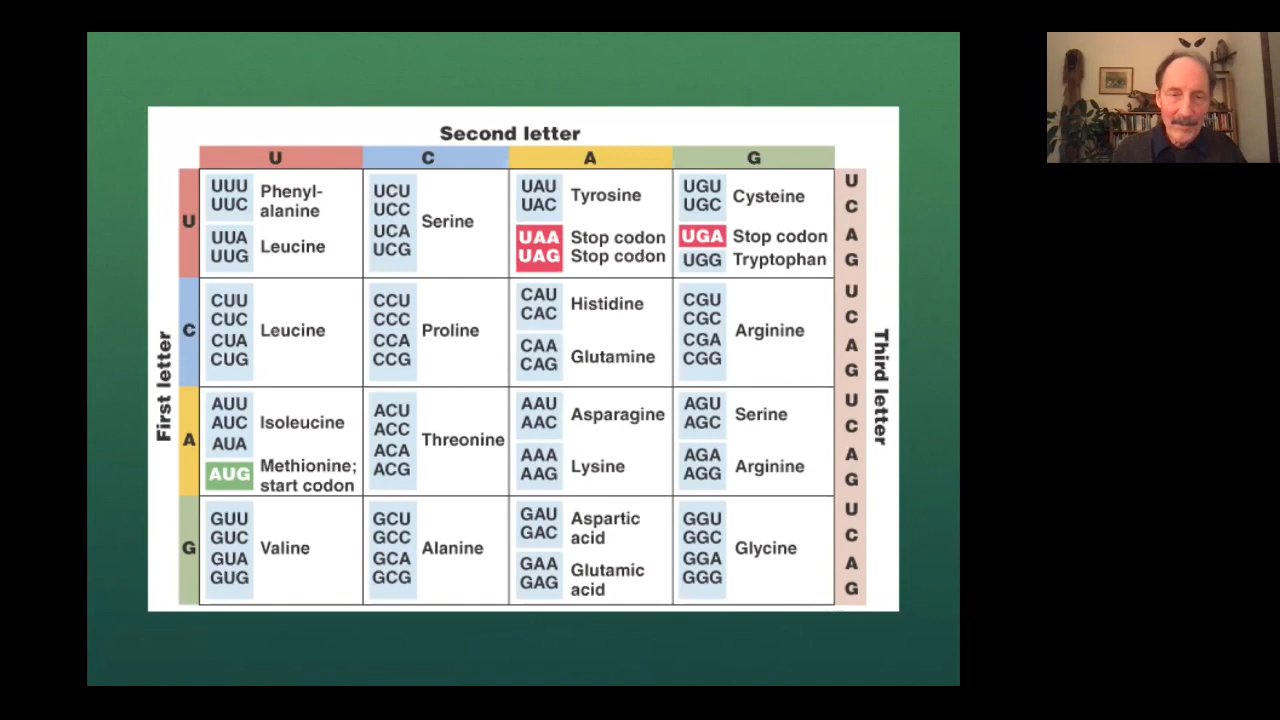 Second letter
U C A G
First letter
Third letter
U
UUU
UUC
Phenyl-
alanine
UUA
UUG
Leucine
UCU
UCC
UCA
UCG
Serine
UAU
UAC
Tyrosine
UAA Stop codon
UAG Stop codon
UGU
UGC
Cysteine
UGA Stop codon
UGG Tryptophan
U
C
A
G
C
CUU
CUC
CUA
CUG
Leucine
CCU
CCC
CCA
CCG
Proline
CAU
CAC
Histidine
CAA
CAG
Glutamine
CGU
CGC
CGA
CGG
Arginine
U
C
A
G
A
AUU
AUC
AUA
Isoleucine
AUG
Methionine;
start codon
ACU
ACC
ACA
ACG
Threonine
AAU
AAC
Asparagine
AAA
AAG
Lysine
AGU
AGC
Serine
AGA
AGG
Arginine
U
C
A
G
G
GUU
GUC
GUA
GUG
Valine
GCU
GCC
GCA
GCG
Alanine
GAU
GAC
Aspartic
acid
GAA
GAG
Glutamic
acid
GGU
GGC
GGA
GGG
Glycine
U
C
A
G